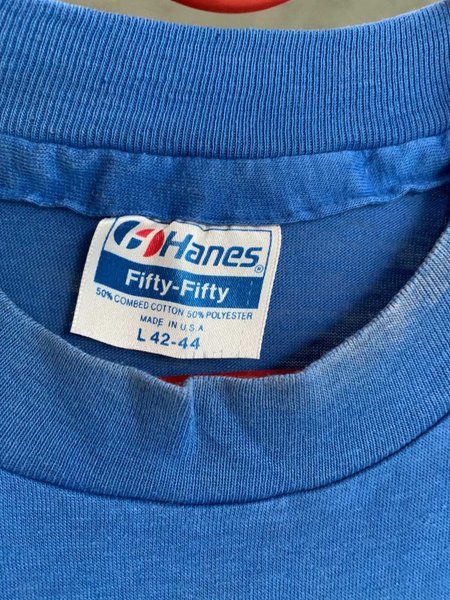 Hanes®
Fifty-Fifty
50% COMBED COTTON 50% POLYESTER
MADE IN U.S.A.
L 42-44